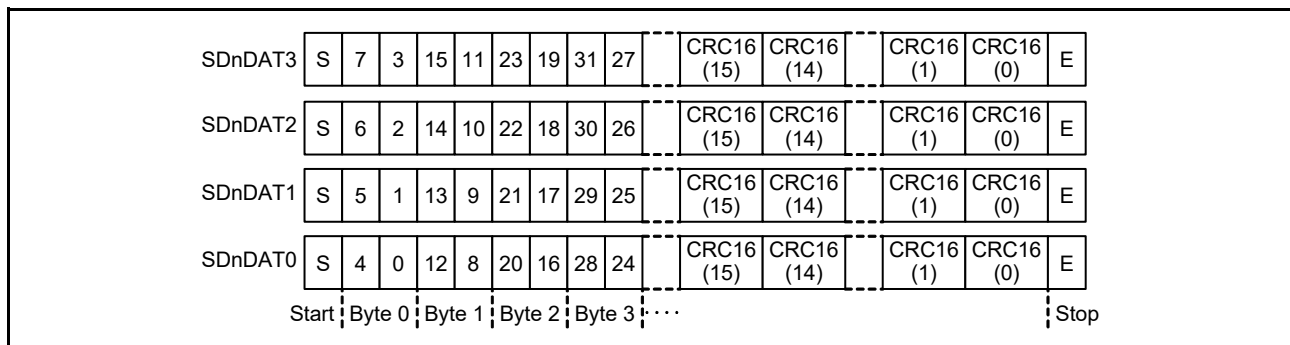 SDnDAT3 S 7 3 15 11 23 19 31 27 CRC16 (15) CRC16 (14) CRC16 (1) CRC16 (0) E
SDnDAT2 S 6 2 14 10 22 18 30 26 CRC16 (15) CRC16 (14) CRC16 (1) CRC16 (0) E
SDnDAT1 S 5 1 13 9 21 17 29 25 CRC16 (15) CRC16 (14) CRC16 (1) CRC16 (0) E
SDnDAT0 S 4 0 12 8 20 16 28 24 CRC16 (15) CRC16 (14) CRC16 (1) CRC16 (0) E
Start Byte 0 Byte 1 Byte 2 Byte 3 ···· Stop